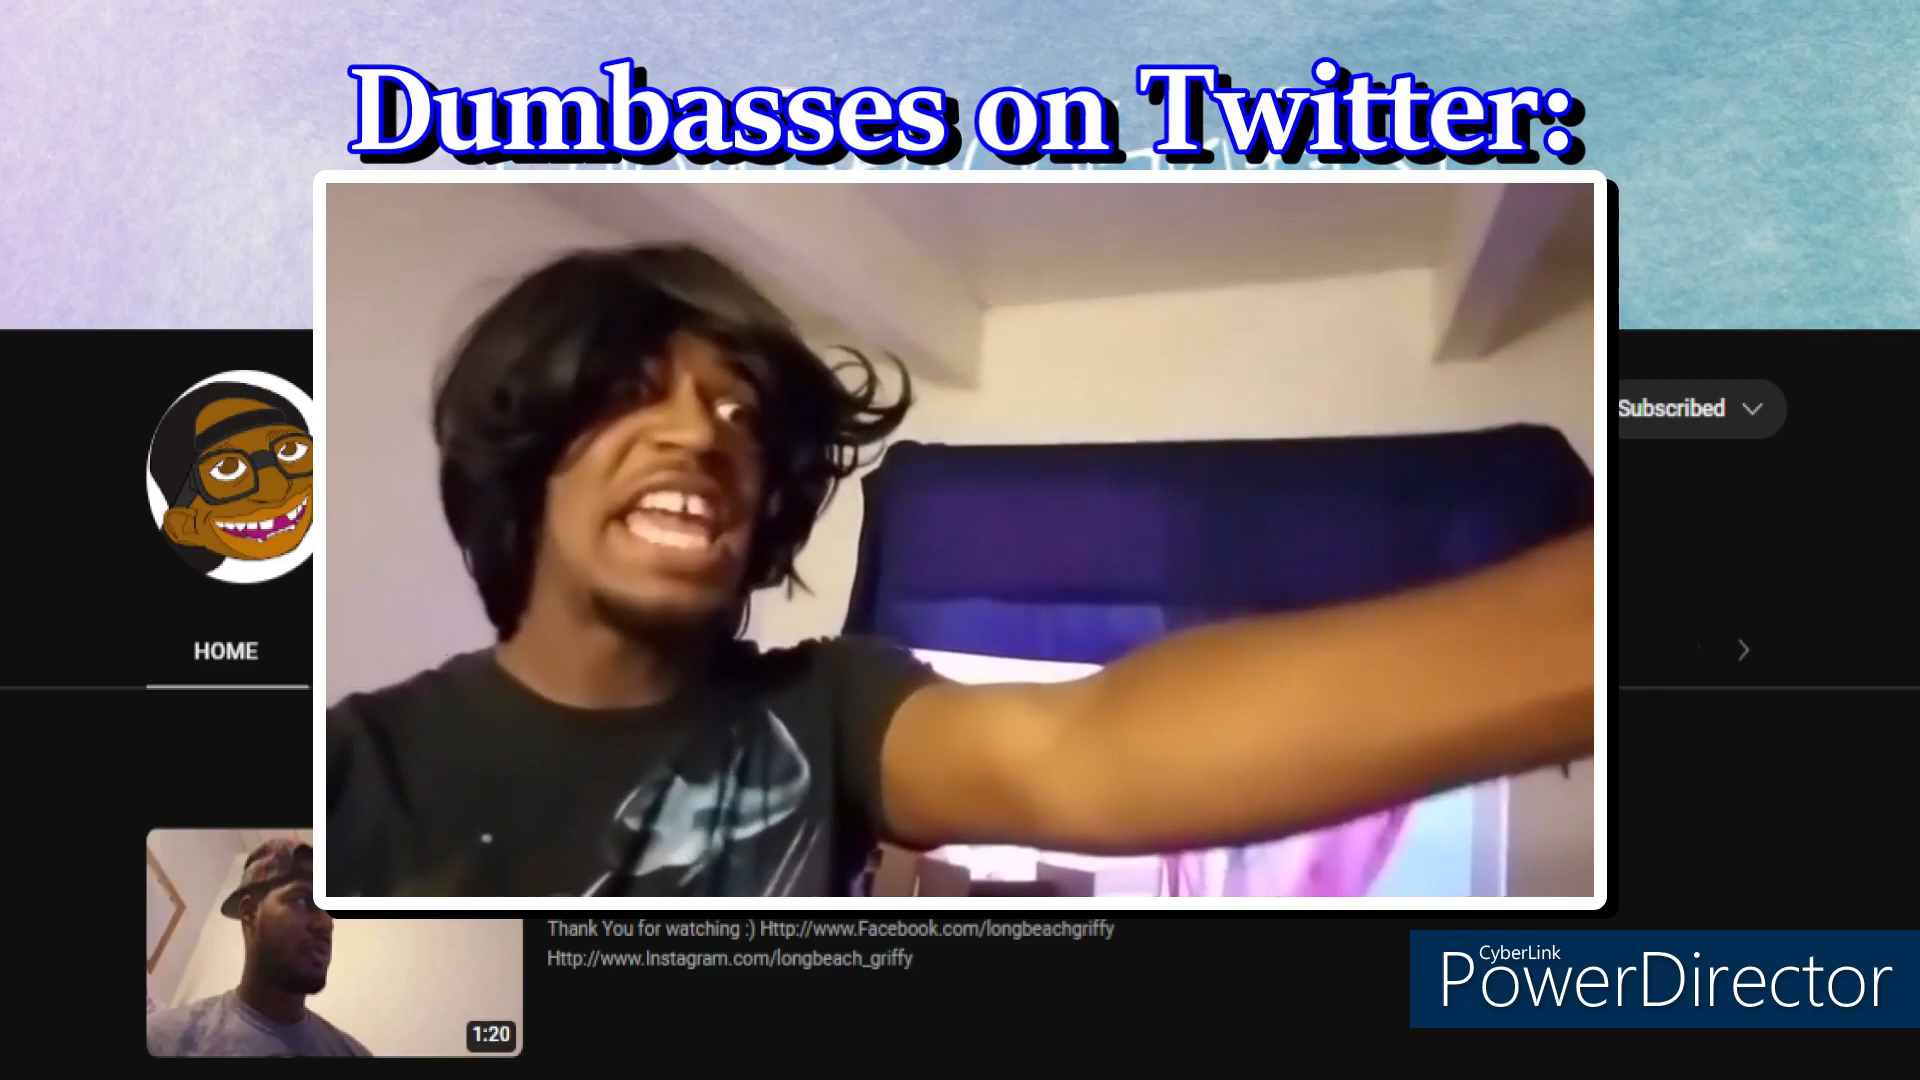 Dumbasses on Twitter:
Subscribed
HOME
Thank You for watching :) Http://www.Facebook.com/longbeachgriffy
Http://www.Instagram.com/longbeach_griffy
1:20
CyberLink
PowerDirector